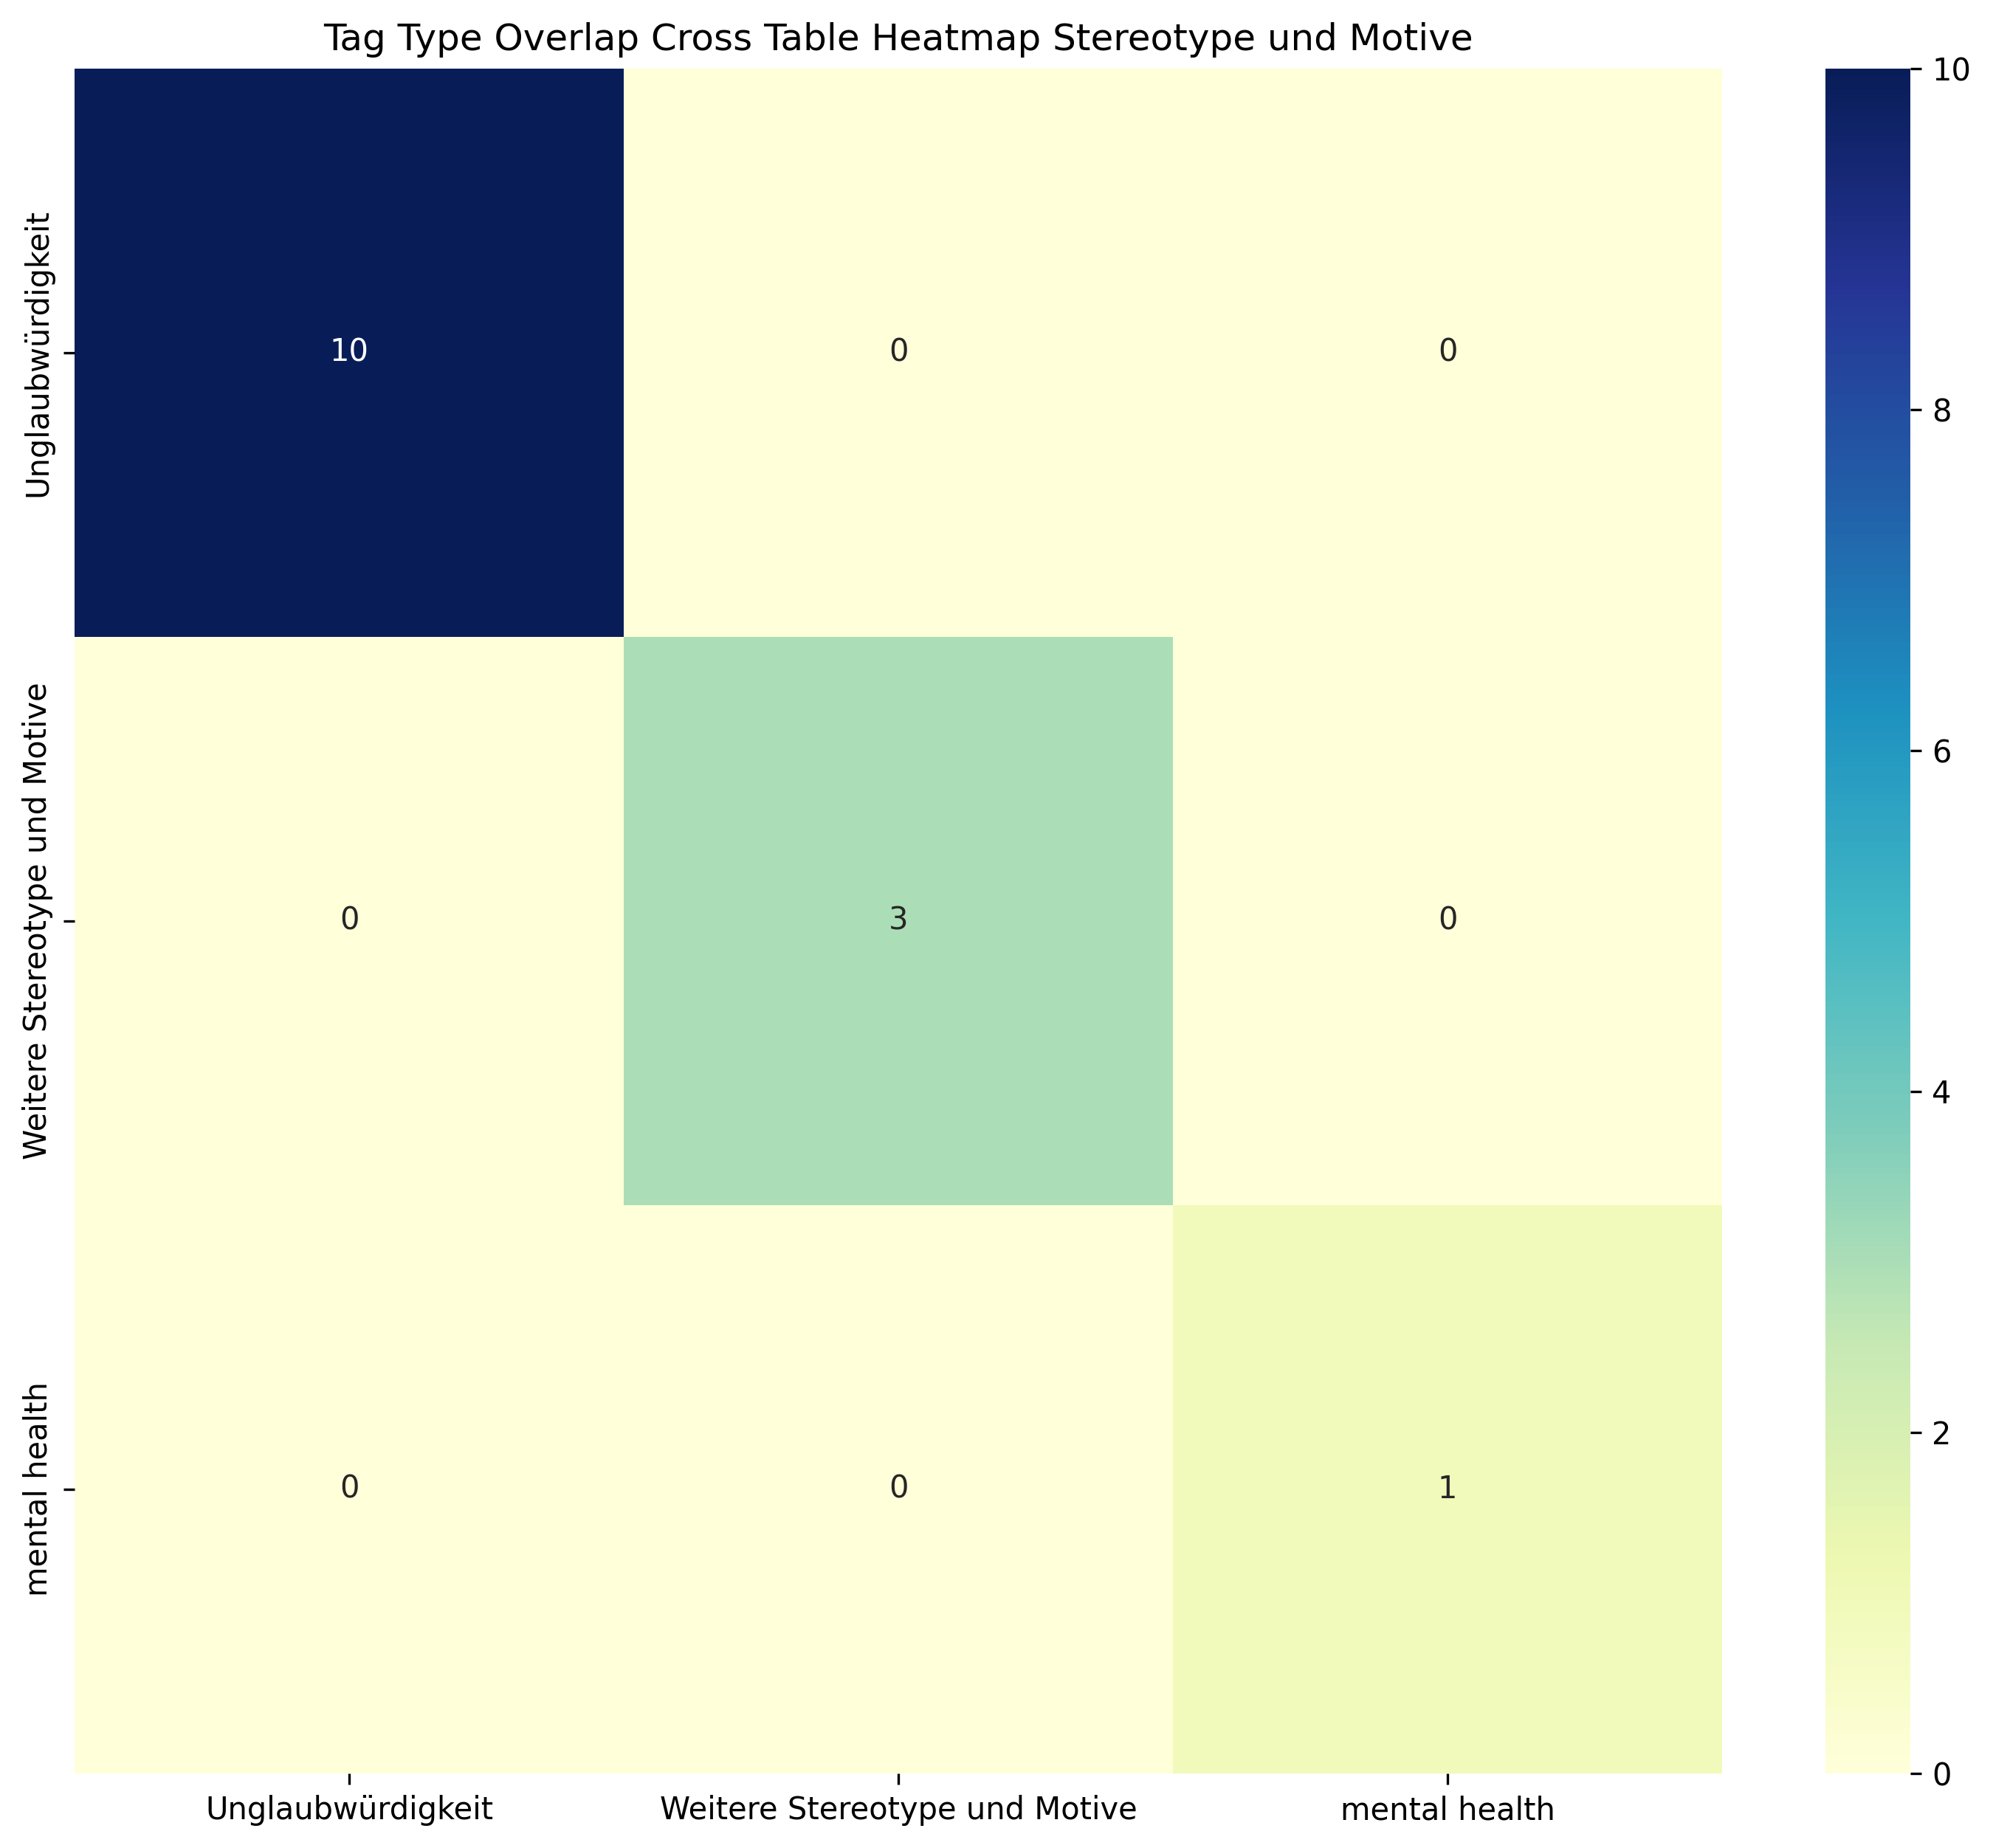 Tag Type Overlap Cross Table Heatmap Stereotype und Motive
Unglaubwürdigkeit
10
0
0
Weitere Stereotype und Motive
0
3
0
mental health
0
0
1
Unglaubwürdigkeit
Weitere Stereotype und Motive
mental health
10
8
6
4
2
0